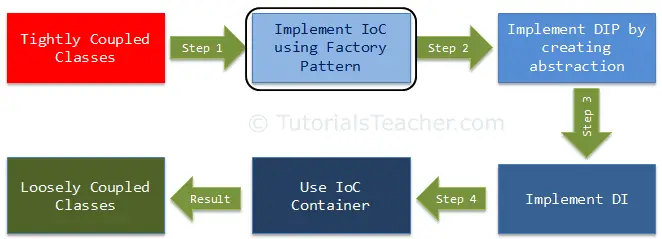 Tightly Coupled
Classes
Step 1
Implement IoC
using Factory
Pattern
Step 2
Implement DIP by
creating
abstraction
Step 3
© TutorialsTeacher.com
Implement DI
Step 4
Use IoC
Container
Result
Loosely Coupled
Classes